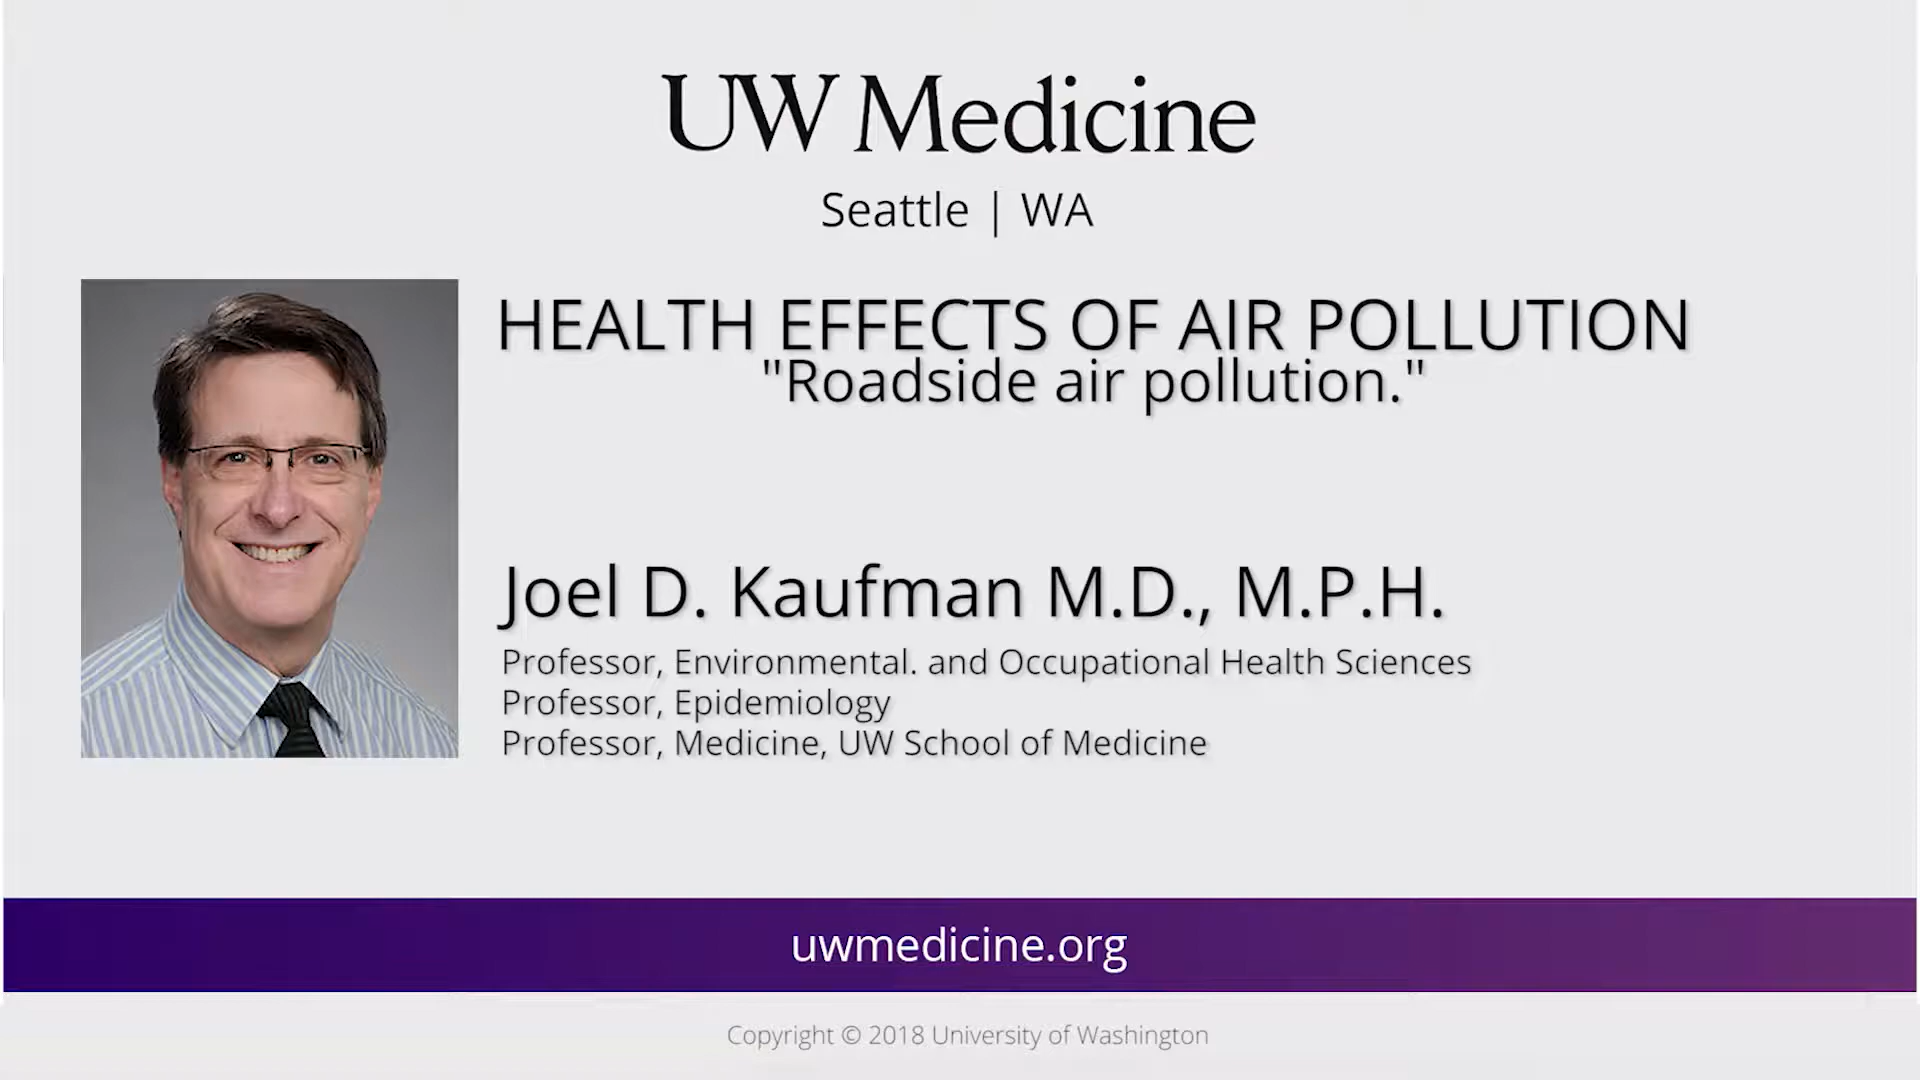 UW Medicine
Seattle | WA
HEALTH EFFECTS OF AIR POLLUTION
"Roadside air pollution."
Joel D. Kaufman M.D., M.P.H.
Professor, Environmental. and Occupational Health Sciences
Professor, Epidemiology
Professor, Medicine, UW School of Medicine
uwmedicine.org
Copyright © 2018 University of Washington